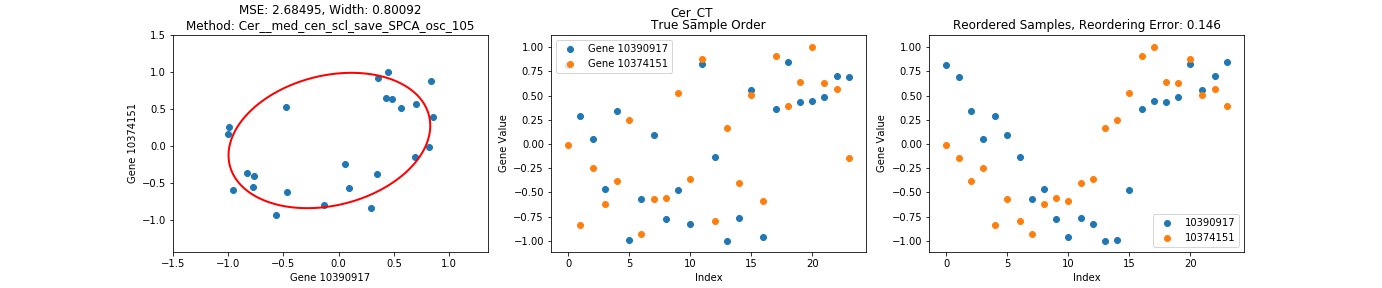 Cer_CT
MSE: 2.68495, Width: 0.80092
Method: Cer__med_cen_scl_save_SPCA_osc_105
Gene 10374151
1.5
1.0
0.5
0.0
−0.5
−1.0
−1.5 −1.0 −0.5 0.0 0.5 1.0
Gene 10390917
True Sample Order
Gene 10390917
Gene 10374151
Gene Value
1.00
0.75
0.50
0.25
0.00
−0.25
−0.50
−0.75
−1.00
0 5 10 15 20
Index
Reordered Samples, Reordering Error: 0.146
Gene Value
1.00
0.75
0.50
0.25
0.00
−0.25
−0.50
−0.75
−1.00
10390917
10374151
0 5 10 15 20
Index